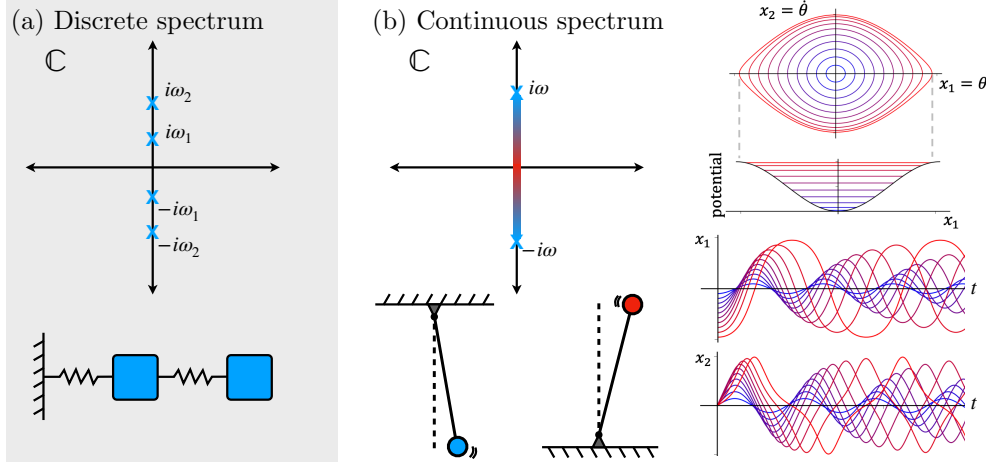 (a) Discrete spectrum
ℂ
iω₂
iω₁
−iω₁
−iω₂
(b) Continuous spectrum
ℂ
iω
−iω
x₂ = θ̇
x₁ = θ
potential
x₁
x₁
t
x₂
t